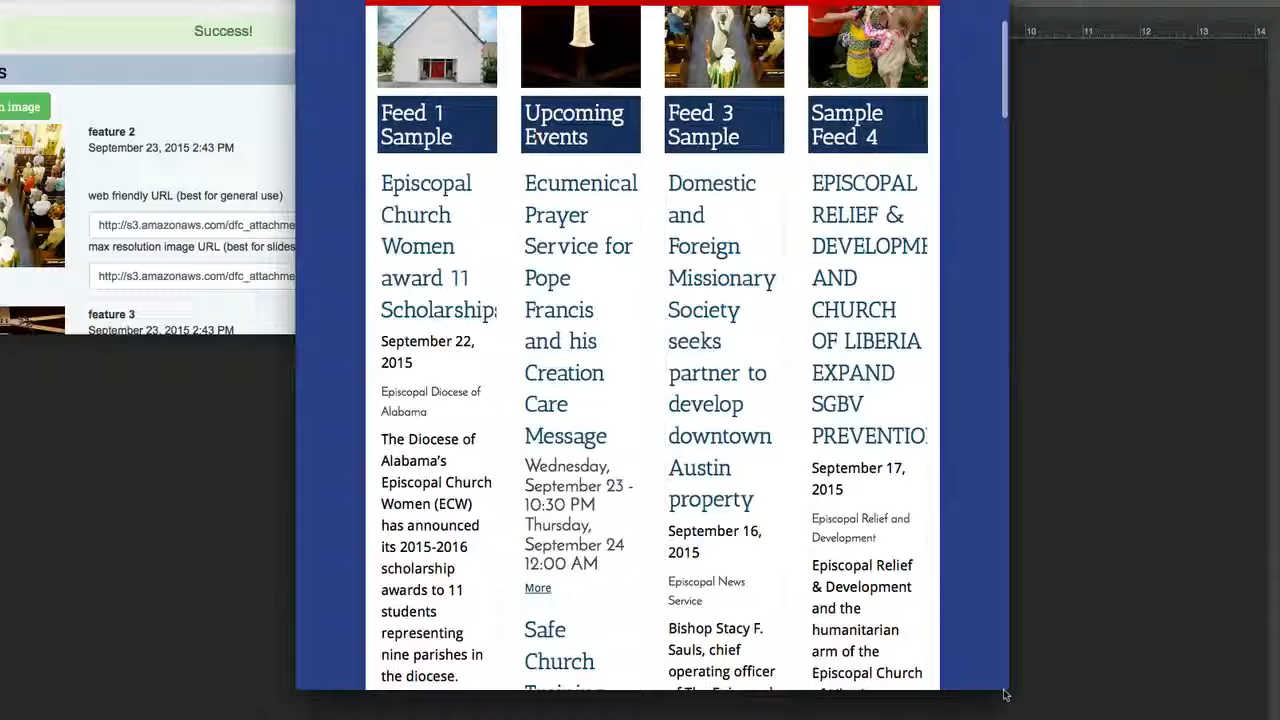 Success!
s
n image
feature 2
September 23, 2015 2:43 PM
web friendly URL (best for general use)
http://s3.amazonaws.com/dfc_attachme
max resolution image URL (best for slides
http://s3.amazonaws.com/dfc_attachme
feature 3
September 23, 2015 2:43 PM
Feed 1
Sample
Episcopal
Church
Women
award 11
Scholarships
September 22,
2015
Episcopal Diocese of
Alabama
The Diocese of
Alabama’s
Episcopal Church
Women (ECW)
has announced
its 2015-2016
scholarship
awards to 11
students
representing
nine parishes in
the diocese.
Upcoming
Events
Ecumenical
Prayer
Service for
Pope
Francis
and his
Creation
Care
Message
Wednesday,
September 23 -
10:30 PM
Thursday,
September 24
12:00 AM
More
Safe
Church
Training
Feed 3
Sample
Domestic
and
Foreign
Missionary
Society
seeks
partner to
develop
downtown
Austin
property
September 16,
2015
Episcopal News
Service
Bishop Stacy F.
Sauls, chief
operating officer
of The Episcopal
Sample
Feed 4
EPISCOPAL
RELIEF &
DEVELOPME
AND
CHURCH
OF LIBERIA
EXPAND
SGBV
PREVENTIO
September 17,
2015
Episcopal Relief and
Development
Episcopal Relief
& Development
and the
humanitarian
arm of the
Episcopal Church
10 11 12 13 14